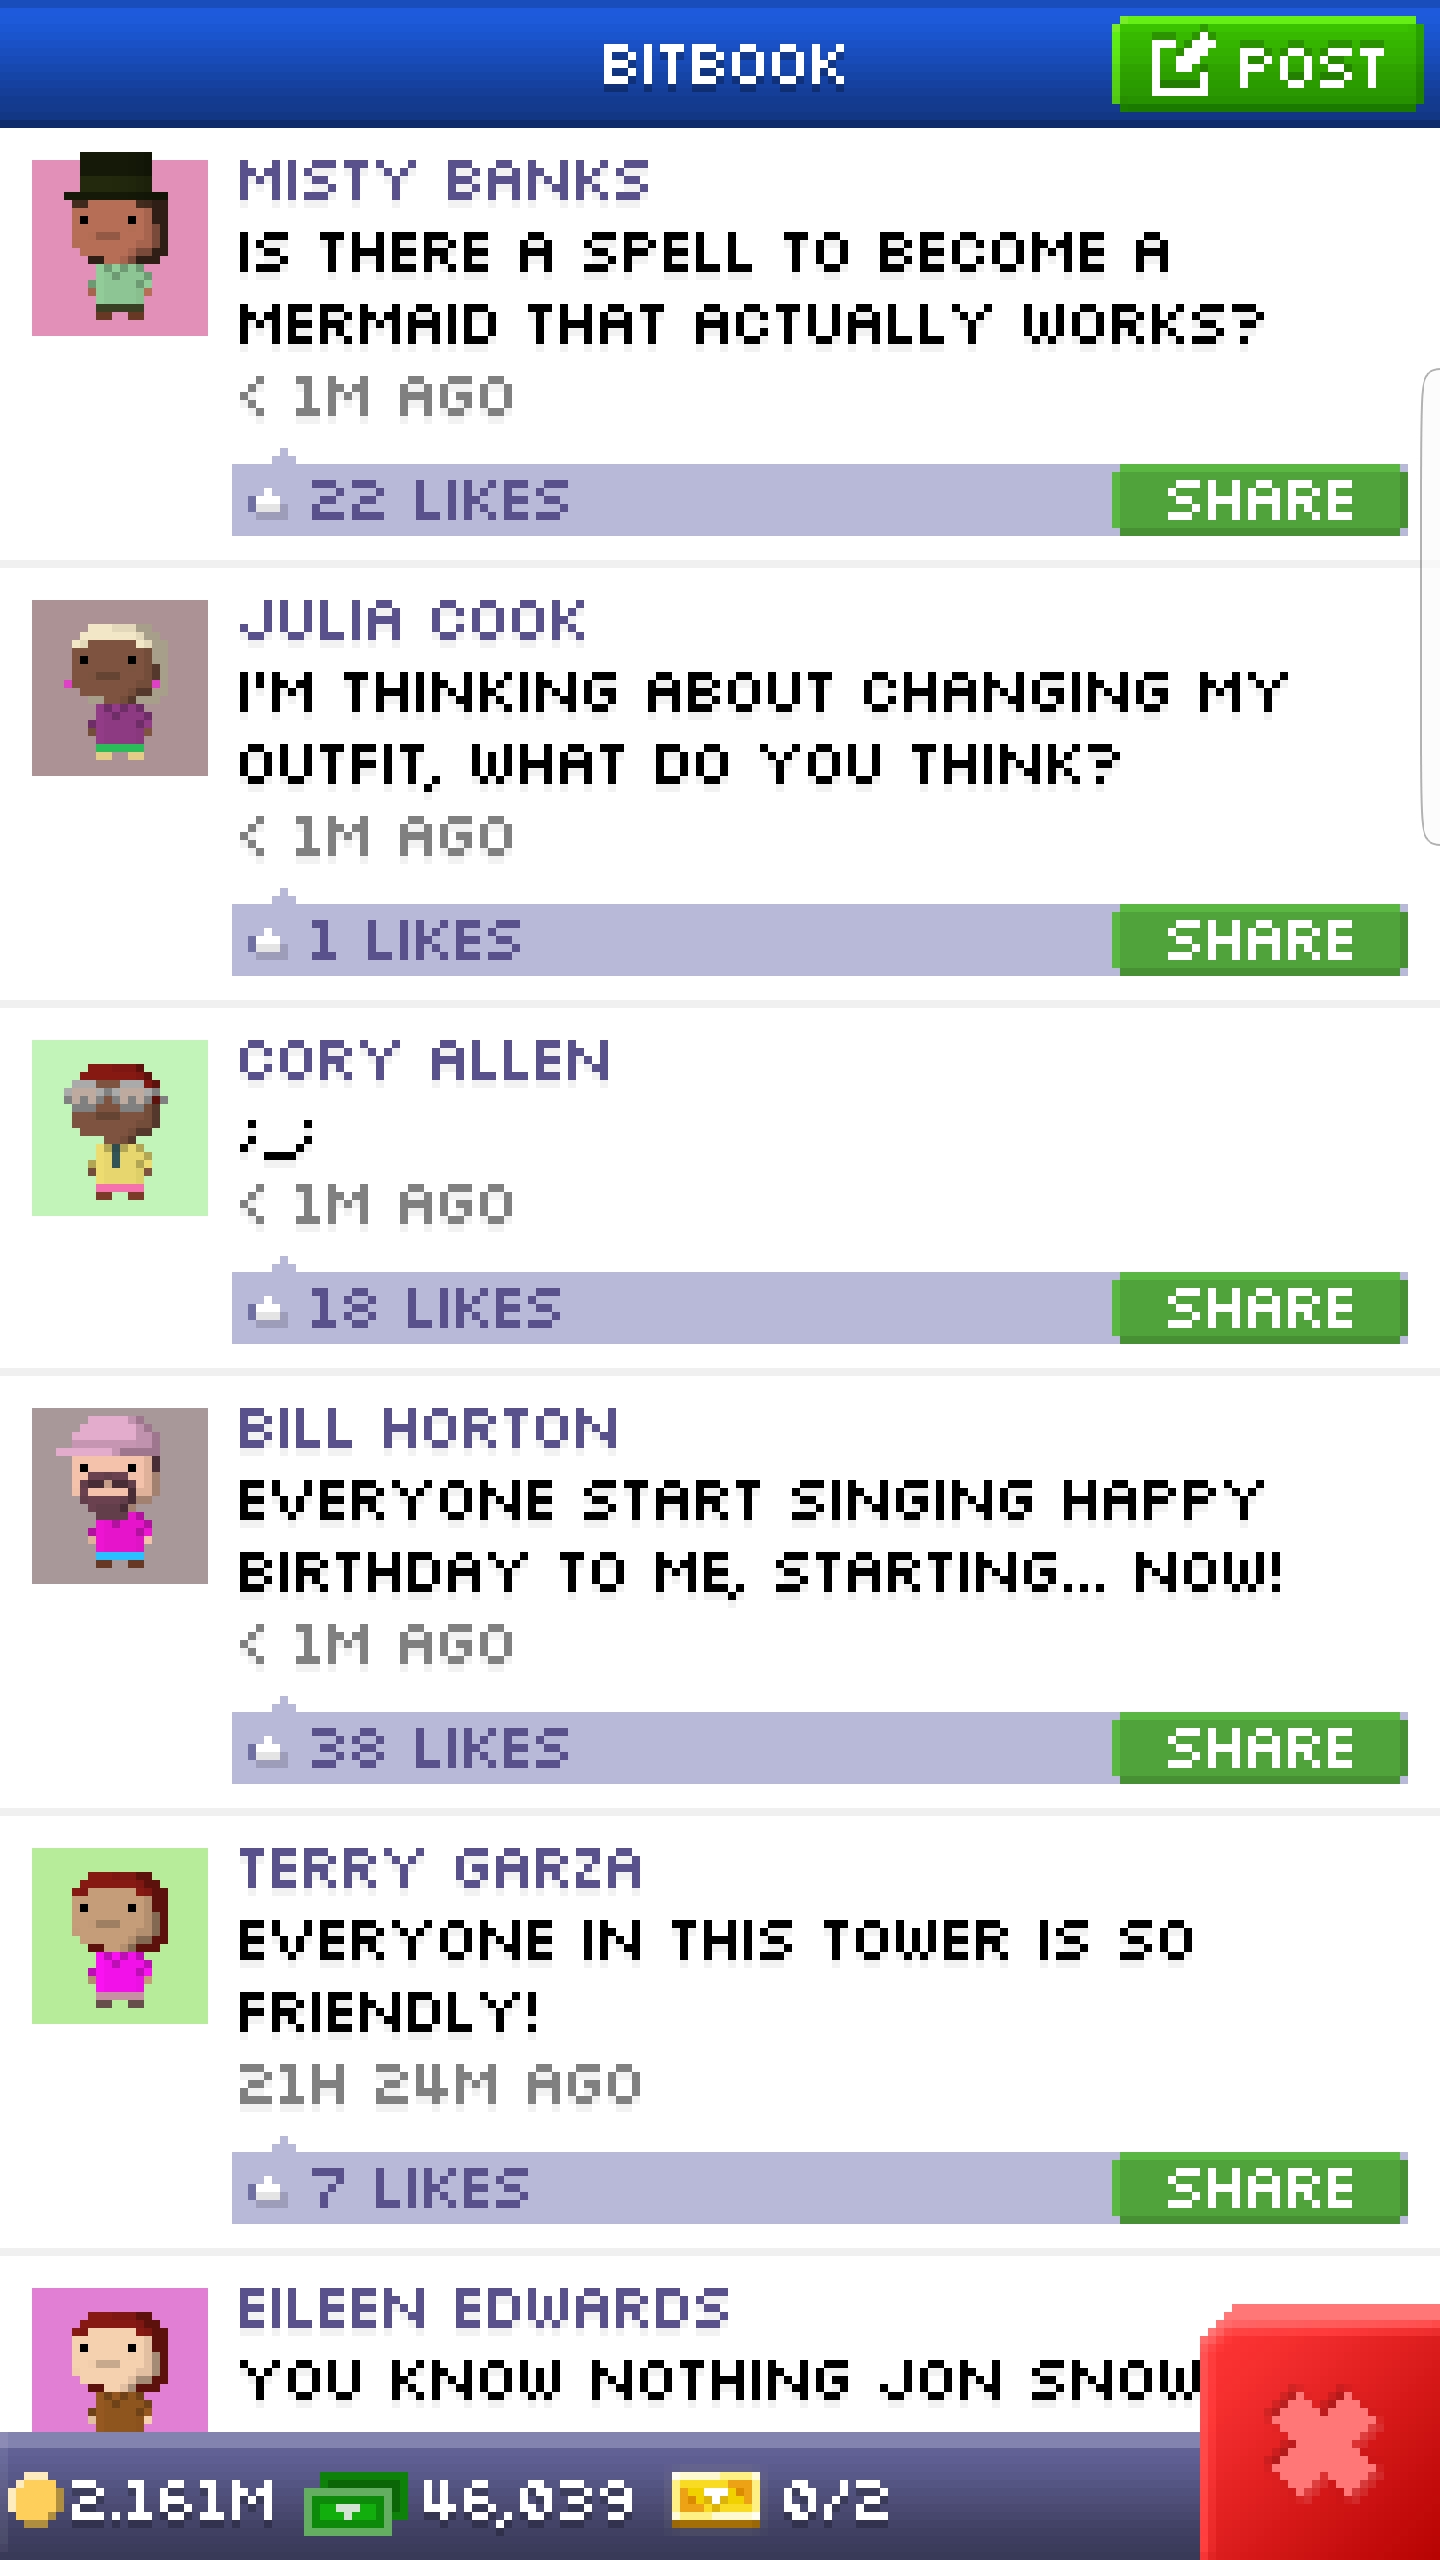 BITBOOK
POST
MISTY BANKS
IS THERE A SPELL TO BECOME A
MERMAID THAT ACTUALLY WORKS?
< 1M AGO
22 LIKES
SHARE
JULIA COOK
I'M THINKING ABOUT CHANGING MY
OUTFIT, WHAT DO YOU THINK?
< 1M AGO
1 LIKES
SHARE
CORY ALLEN
;_;
< 1M AGO
18 LIKES
SHARE
BILL HORTON
EVERYONE START SINGING HAPPY
BIRTHDAY TO ME, STARTING... NOW!
< 1M AGO
38 LIKES
SHARE
TERRY GARZA
EVERYONE IN THIS TOWER IS SO
FRIENDLY!
21H 24M AGO
7 LIKES
SHARE
EILEEN EDWARDS
YOU KNOW NOTHING JON SNOW
2.161M
46,039
0/2